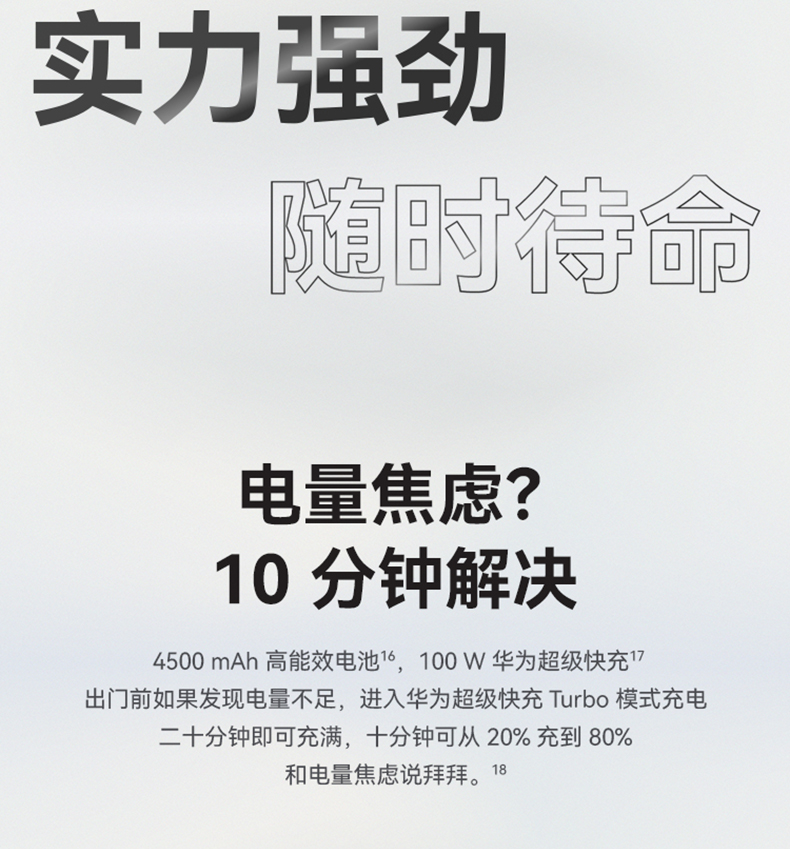 实力强劲
随时待命
电量焦虑？
10 分钟解决
4500 mAh 高能效电池16，100 W 华为超级快充17
出门前如果发现电量不足，进入华为超级快充 Turbo 模式充电
二十分钟即可充满，十分钟可从 20% 充到 80%
和电量焦虑说拜拜。18